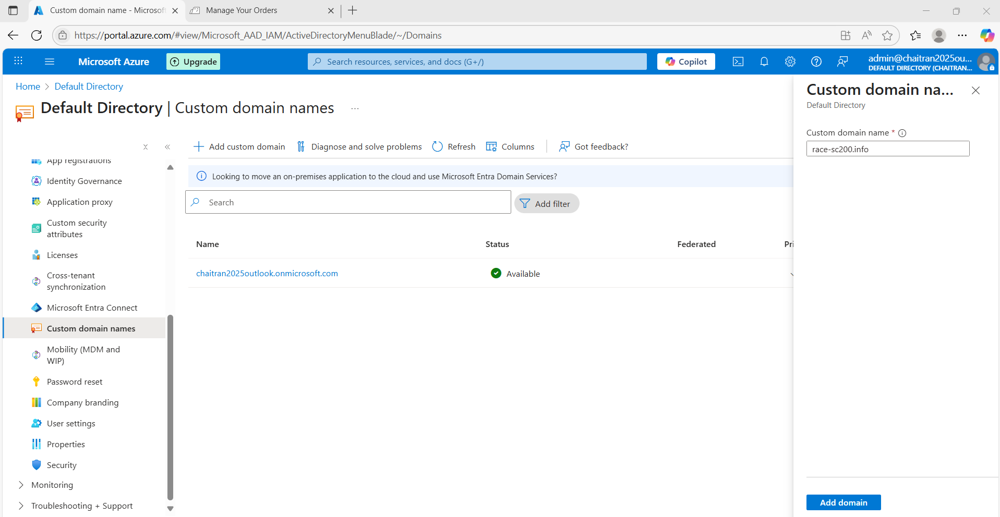 Custom domain name - Microsoft
Manage Your Orders
https://portal.azure.com/#view/Microsoft_AAD_IAM/ActiveDirectoryMenuBlade/~/Domains
Microsoft Azure
Upgrade
Search resources, services, and docs (G+/)
Copilot
admin@chaitran2025ou...
DEFAULT DIRECTORY (CHAITRAN...
Home > Default Directory
Default Directory | Custom domain names
...
Add custom domain
Diagnose and solve problems
Refresh
Columns
Got feedback?
App registrations
Identity Governance
Application proxy
Custom security
attributes
Licenses
Cross-tenant
synchronization
Microsoft Entra Connect
Custom domain names
Mobility (MDM and
WIP)
Password reset
Company branding
User settings
Properties
Security
Monitoring
Troubleshooting + Support
Looking to move an on-premises application to the cloud and use Microsoft Entra Domain Services?
Search
Add filter
Name Status Federated Pri
chaitran2025outlook.onmicrosoft.com Available
Custom domain na...
Default Directory
Custom domain name *
race-sc200.info
Add domain